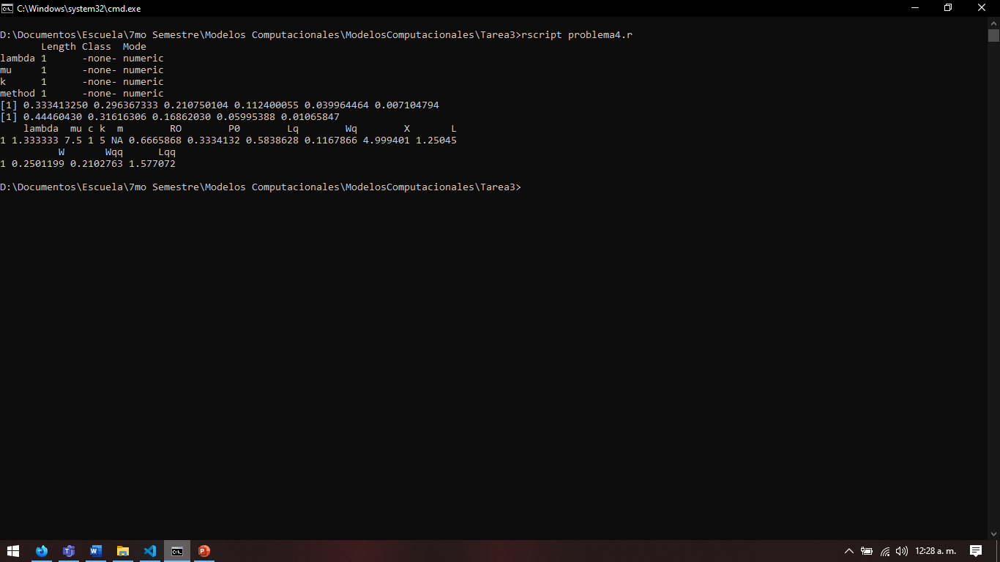 C:\Windows\system32\cmd.exe
D:\Documentos\Escuela\7mo Semestre\Modelos Computacionales\ModelosComputacionales\Tarea3>rscript problema4.r
       Length Class  Mode
lambda 1      -none- numeric
mu     1      -none- numeric
k      1      -none- numeric
method 1      -none- numeric
[1] 0.333413250 0.296367333 0.210750104 0.112400055 0.039964464 0.007104794
[1] 0.44460430 0.31616306 0.16862030 0.05995388 0.01065847
    lambda  mu c k  m        RO        P0        Lq        Wq        X       L
1 1.333333 7.5 1 5 NA 0.6665868 0.3334132 0.5838628 0.1167866 4.999401 1.25045
          W       Wqq      Lqq
1 0.2501199 0.2102763 1.577072
D:\Documentos\Escuela\7mo Semestre\Modelos Computacionales\ModelosComputacionales\Tarea3>
12:28 a. m.